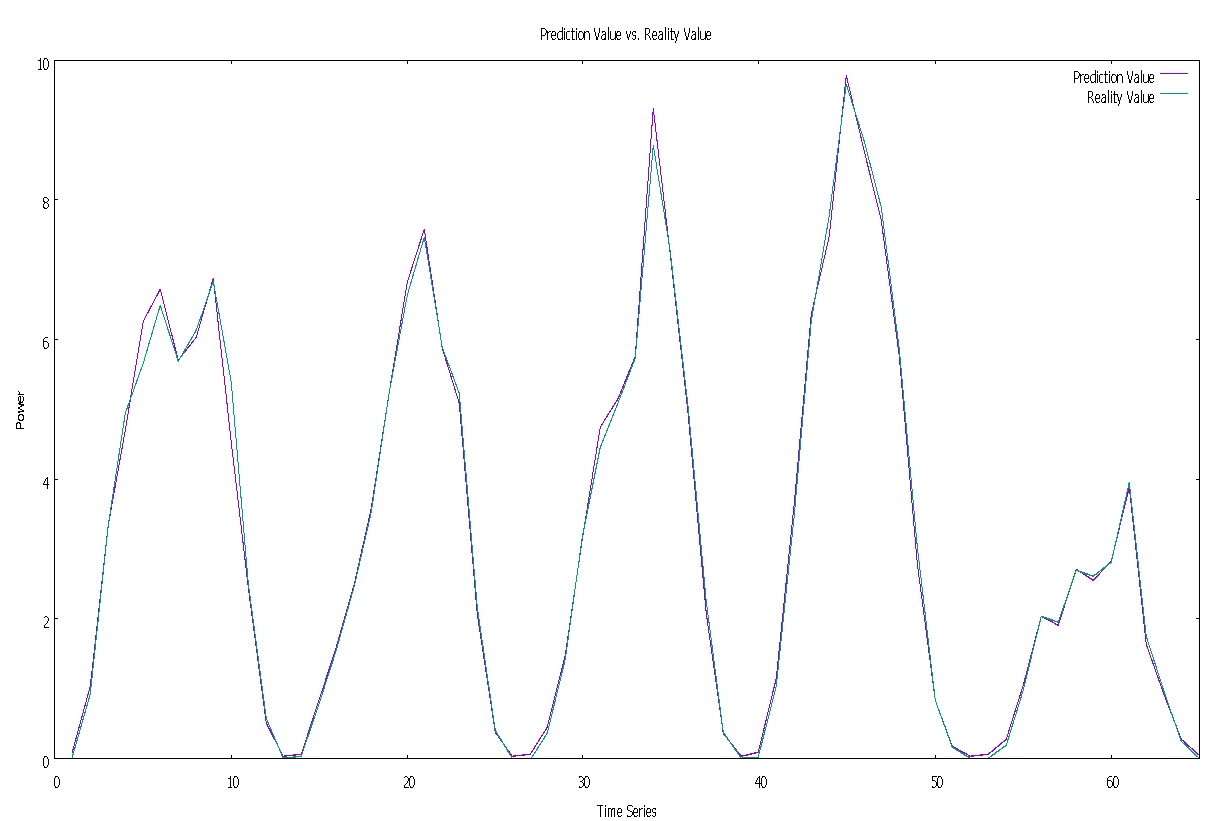 Prediction Value vs. Reality Value
10
8
6
4
2
0
Power
Prediction Value
Reality Value
0 10 20 30 40 50 60
Time Series